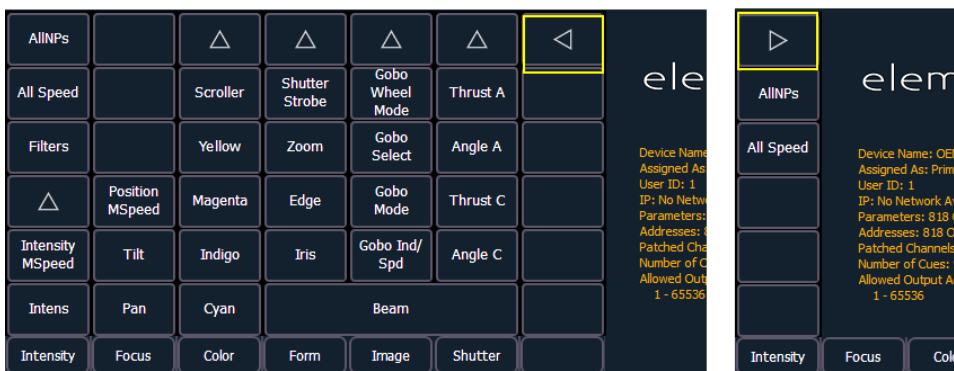 AllNPs
All Speed Scroller Shutter Strobe Gobo Wheel Mode Thrust A
Filters Yellow Zoom Gobo Select Angle A
Position MSpeed Magenta Edge Gobo Mode Thrust C
Intensity MSpeed Tilt Indigo Iris Gobo Ind/ Spd Angle C
Intens Pan Cyan Beam
Intensity Focus Color Form Image Shutter
ele
Device Name
Assigned As
User ID: 1
IP: No Netw
Parameters:
Addresses: 8
Patched Cha
Number of C
Allowed Out
1 - 65536
AllNPs
All Speed
Intensity Focus Col
elem
Device Name: OE
Assigned As: Prim
User ID: 1
IP: No Network A
Parameters: 818
Addresses: 818 O
Patched Channels
Number of Cues:
Allowed Output A
1 - 65536